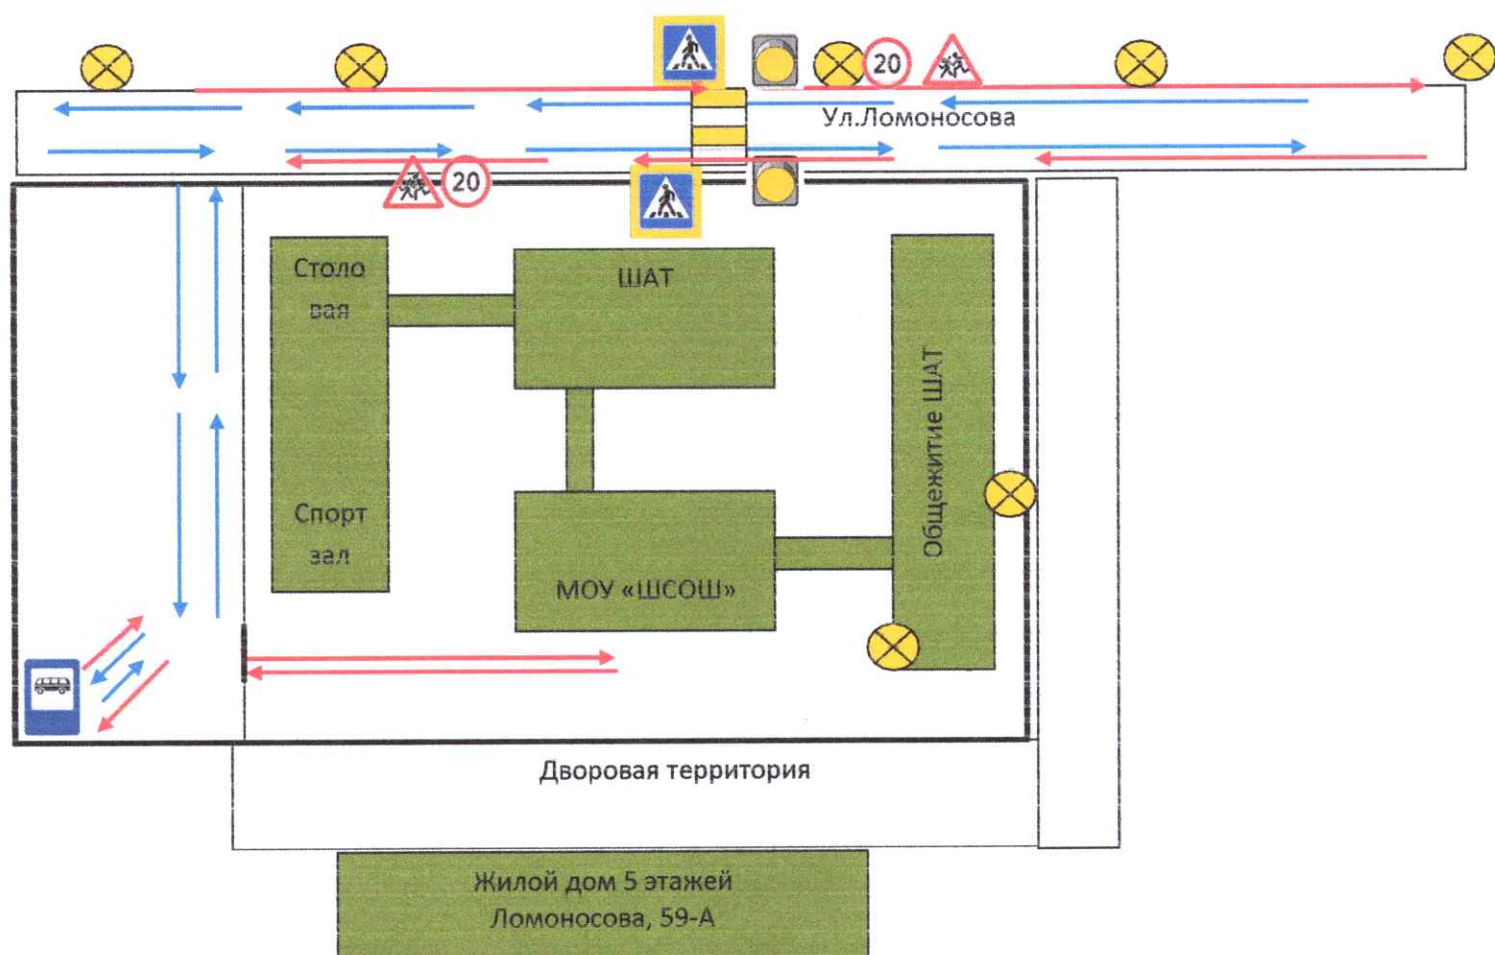 20
Ул.Ломоносова
20
Столо
вая
ШАТ
Общежитие ШАТ
Спорт
зал
МОУ «ШСОШ»
Дворовая территория
Жилой дом 5 этажей
Ломоносова, 59-А